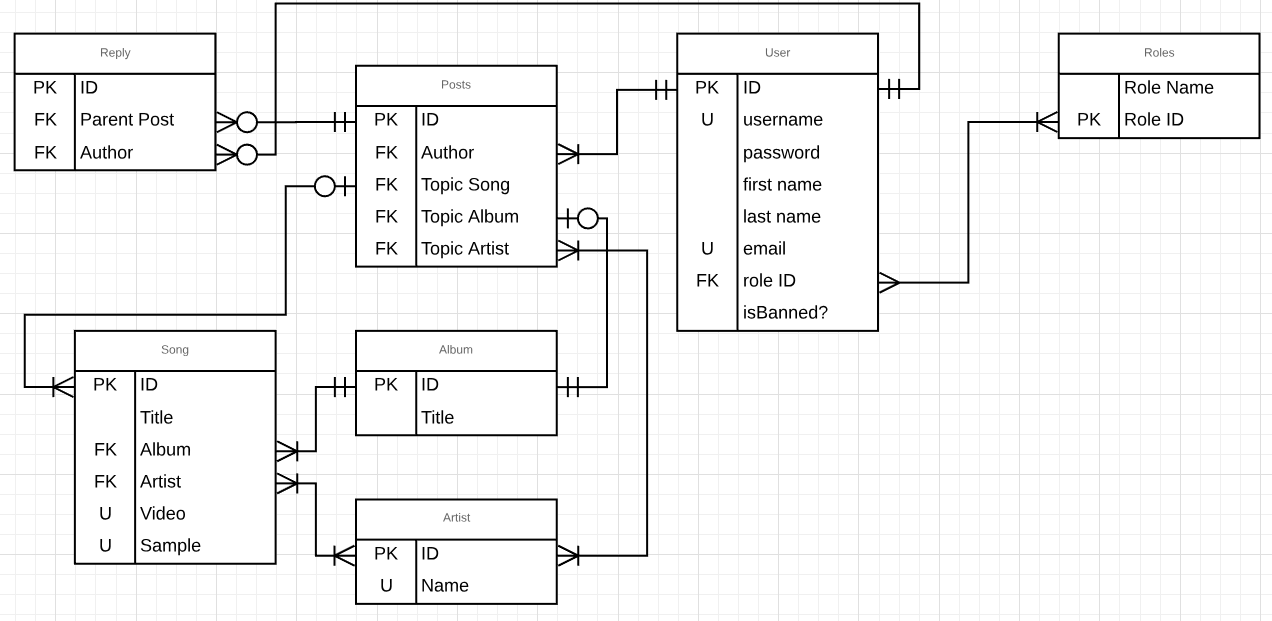 Reply
PK ID
FK Parent Post
FK Author
Posts
PK ID
FK Author
FK Topic Song
FK Topic Album
FK Topic Artist
User
PK ID
U username
password
first name
last name
U email
FK role ID
isBanned?
Roles
Role Name
PK Role ID
Song
PK ID
Title
FK Album
FK Artist
U Video
U Sample
Album
PK ID
Title
Artist
PK ID
U Name